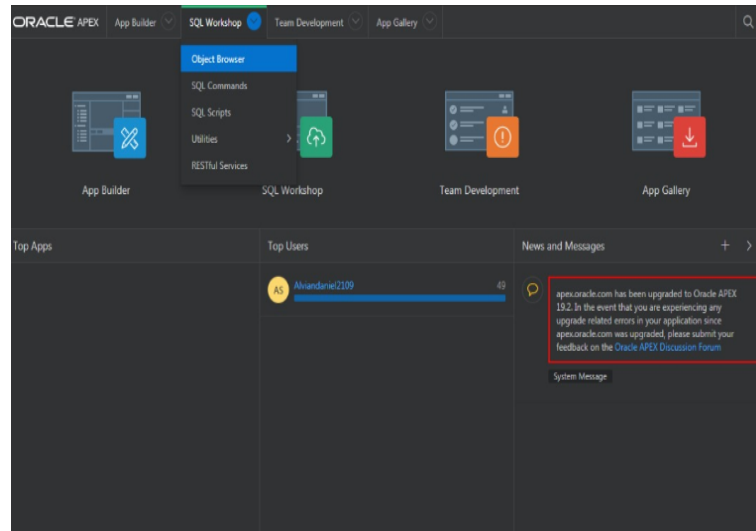 ORACLE APEX App Builder SQL Workshop Team Development App Gallery
Object Browser
SQL Commands
SQL Scripts
Utilities
RESTful Services
App Builder
SQL Workshop
Team Development
App Gallery
Top Apps
Top Users
AS Alviandaniel2109 49
News and Messages
apex.oracle.com has been upgraded to Oracle APEX
19.2. In the event that you are experiencing any
upgrade related errors in your application since
apex.oracle.com was upgraded, please submit your
feedback on the Oracle APEX Discussion Forum
System Message